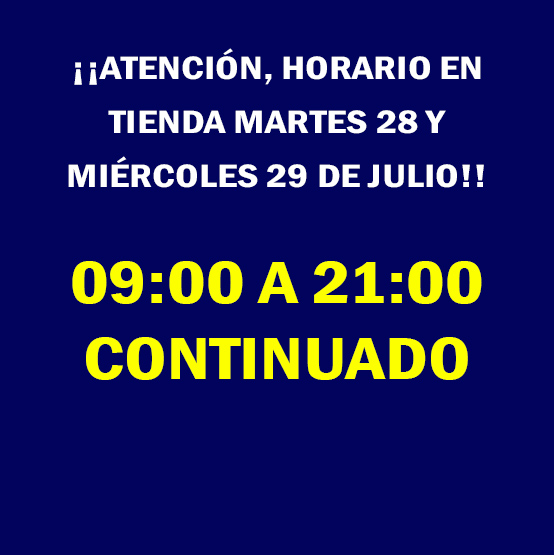 ¡¡ATENCIÓN, HORARIO EN
TIENDA MARTES 28 Y
MIÉRCOLES 29 DE JULIO!!
09:00 A 21:00
CONTINUADO